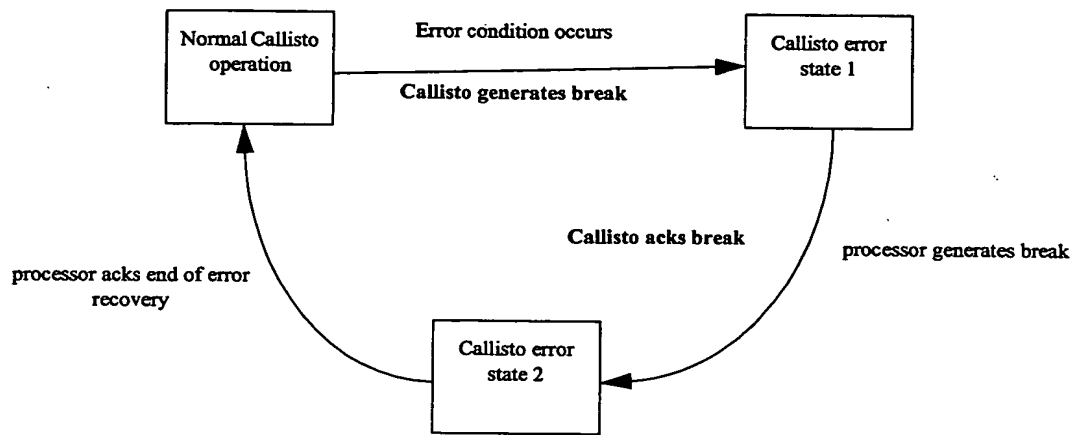 Normal Callisto
operation
Error condition occurs
Callisto generates break
Callisto error
state 1
Callisto acks break
processor generates break
processor acks end of error
recovery
Callisto error
state 2